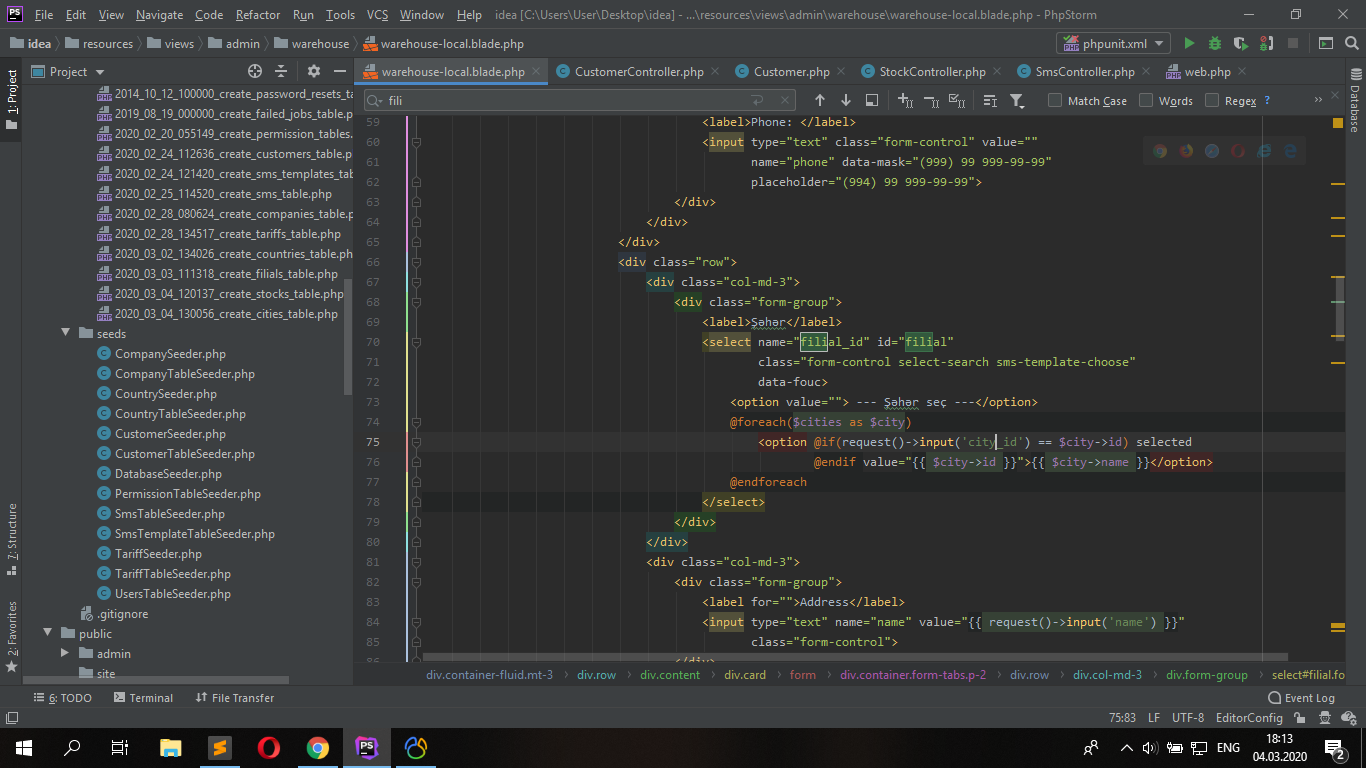 File Edit View Navigate Code Refactor Run Tools VCS Window Help idea [C:\Users\User\Desktop\idea] - ...\resources\views\admin\warehouse\warehouse-local.blade.php - PhpStorm
idea resources views admin warehouse warehouse-local.blade.php phpunit.xml
Project
warehouse-local.blade.php CustomerController.php Customer.php StockController.php SmsController.php web.php
fili Match Case Words Regex ? »
1: Project
7: Structure
2: Favorites
Database
2014_10_12_100000_create_password_resets_ta
2019_08_19_000000_create_failed_jobs_table.p
2020_02_20_055149_create_permission_tables.
2020_02_24_112636_create_customers_table.p
2020_02_24_121420_create_sms_templates_tab
2020_02_25_114520_create_sms_table.php
2020_02_28_080624_create_companies_table.p
2020_02_28_134517_create_tariffs_table.php
2020_03_02_134026_create_countries_table.ph
2020_03_03_111318_create_filials_table.php
2020_03_04_120137_create_stocks_table.php
2020_03_04_130056_create_cities_table.php
seeds
CompanySeeder.php
CompanyTableSeeder.php
CountrySeeder.php
CountryTableSeeder.php
CustomerSeeder.php
CustomerTableSeeder.php
DatabaseSeeder.php
PermissionTableSeeder.php
SmsTableSeeder.php
SmsTemplateTableSeeder.php
TariffSeeder.php
TariffTableSeeder.php
UsersTableSeeder.php
.gitignore
public
admin
site
59 <label>Phone: </label>
60 <input type="text" class="form-control" value=""
61 name="phone" data-mask="(999) 99 999-99-99"
62 placeholder="(994) 99 999-99-99">
63 </div>
64 </div>
65 </div>
66 <div class="row">
67 <div class="col-md-3">
68 <div class="form-group">
69 <label>Şəhər</label>
70 <select name="filial_id" id="filial"
71 class="form-control select-search sms-template-choose"
72 data-fouc>
73 <option value=""> --- Şəhər seç ---</option>
74 @foreach($cities as $city)
75 <option @if(request()->input('city_id') == $city->id) selected
76 @endif value="{{ $city->id }}">{{ $city->name }}</option>
77 @endforeach
78 </select>
79 </div>
80 </div>
81 <div class="col-md-3">
82 <div class="form-group">
83 <label for="">Address</label>
84 <input type="text" name="name" value="{{ request()->input('name') }}"
85 class="form-control">
86 </div>
div.container-fluid.mt-3 div.row div.content div.card form div.container.form-tabs.p-2 div.row div.col-md-3 div.form-group select#filial.fo
6: TODO Terminal File Transfer Event Log
75:83 LF UTF-8 EditorConfig
ENG 18:13
04.03.2020
2